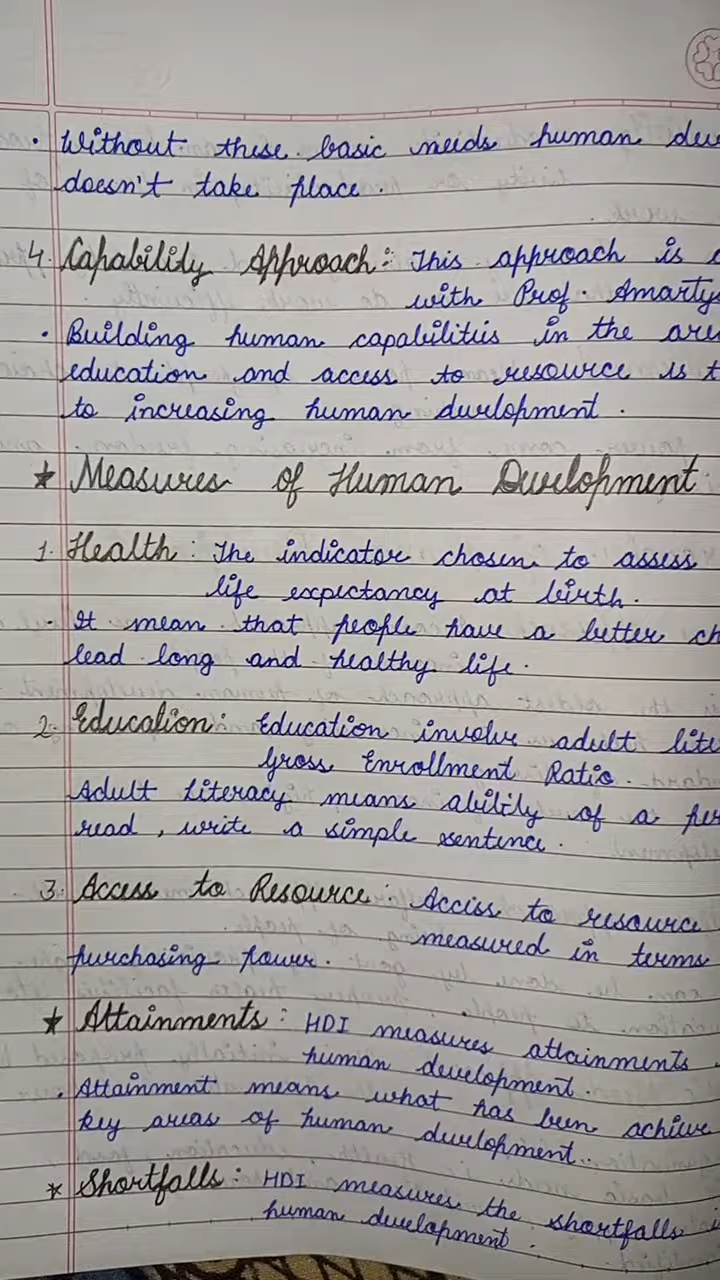 • Without these basic needs human
doesn't take place.
4. Capability Approach: This approach is
with Prof. Amarty
• Building human capabilities in the
education and access to resource is
to increasing human development.
★ Measures of Human Development
1. Health: The indicator chosen to assess
life expectancy at birth.
• It mean that people have a better
lead long and healthy life.
2. Education: Education involve adult
Gross Enrollment Ratio.
Adult Literacy means ability of a
read, write a simple sentence.
3. Access to Resource: Access to resource
measured in terms
purchasing power.
★ Attainments: HDI measures attainments
human development.
• Attainment means what has been achieve
key areas of human development.
★ Shortfalls: HDI measures the shortfalls
human development.